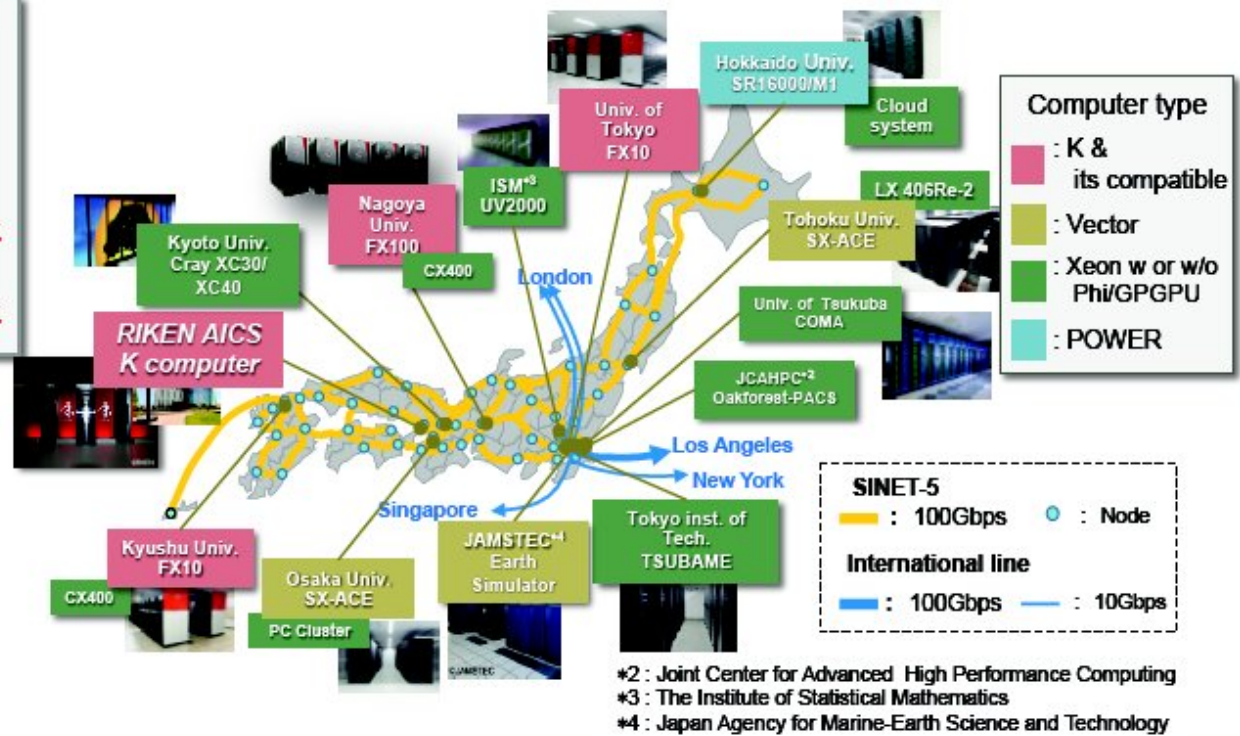 Hokkaido Univ.
SR16000/M1
Cloud
system
Univ. of
Tokyo
FX10
ISM*3
UV2000
Nagoya
Univ.
FX100
CX400
Kyoto Univ.
Cray XC30/
XC40
RIKEN AICS
K computer
LX 406Re-2
Tohoku Univ.
SX-ACE
Univ. of Tsukuba
COMA
JCAHPC*2
Oakforest-PACS
London
Los Angeles
New York
Singapore
Kyushu Univ.
FX10
CX400
Osaka Univ.
SX-ACE
PC Cluster
JAMSTEC*4
Earth
Simulator
©JAMSTEC
Tokyo inst. of
Tech.
TSUBAME
Computer type
: K &
its compatible
: Vector
: Xeon w or w/o
Phi/GPGPU
: POWER
SINET-5
: 100Gbps : Node
International line
: 100Gbps : 10Gbps
*2 : Joint Center for Advanced High Performance Computing
*3 : The Institute of Statistical Mathematics
*4 : Japan Agency for Marine-Earth Science and Technology